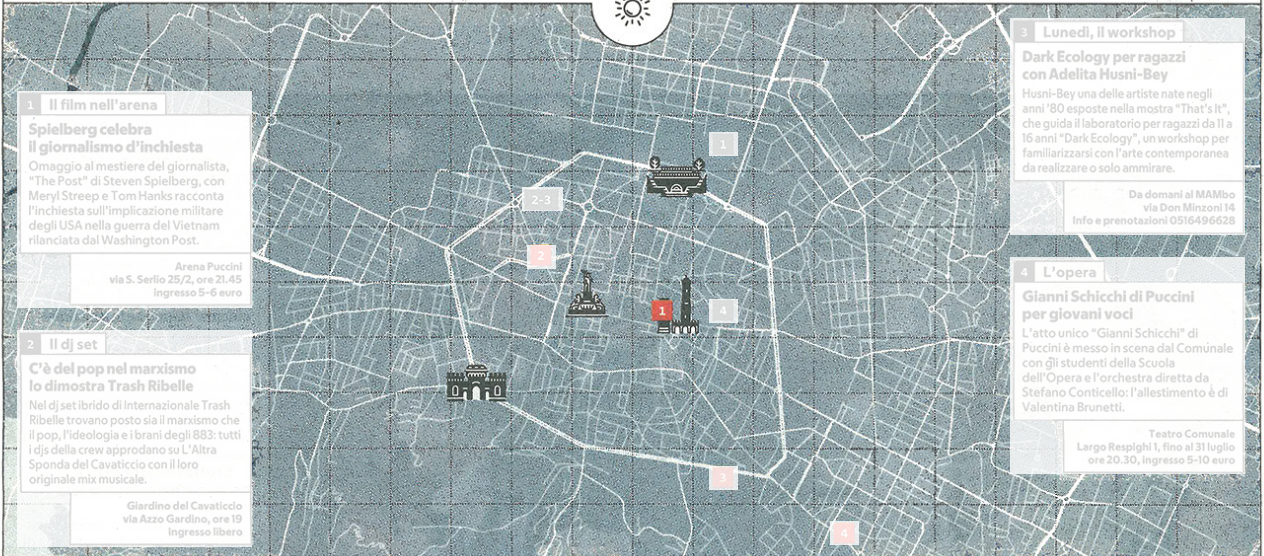 1 Il film nell'arena
Spielberg celebra
il giornalismo d'inchiesta
Omaggio al mestiere del giornalista,
"The Post" di Steven Spielberg, con
Meryl Streep e Tom Hanks racconta
l'inchiesta sull'implicazione militare
degli USA nella guerra del Vietnam
rilanciata dal Washington Post.
Arena Puccini
via S. Serlio 25/2, ore 21.45
ingresso 5-6 euro
2 Il dj set
C'è del pop nel marxismo
lo dimostra Trash Ribelle
Nel dj set ibrido di Internazionale Trash
Ribelle trovano posto sia il marxismo che
il pop, l'ideologia e i brani degli 883: tutti
i djs della crew approdano su L'Altra
Sponda del Cavaticcio con il loro
originale mix musicale.
Giardino del Cavaticcio
via Azzo Gardino, ore 19
ingresso libero
1
2-3
2
1
4
3
4
3 Lunedì, il workshop
Dark Ecology per ragazzi
con Adelita Husni-Bey
Husni-Bey una delle artiste nate negli
anni '80 esposte nella mostra "That's It",
che guida il laboratorio per ragazzi da 11 a
16 anni "Dark Ecology", un workshop per
familiarizzarsi con l'arte contemporanea
da realizzare o solo ammirare.
Da domani al MAMbo
via Don Minzoni 14
Info e prenotazioni 0516496628
4 L'opera
Gianni Schicchi di Puccini
per giovani voci
L'atto unico "Gianni Schicchi" di
Puccini è messo in scena dal Comunale
con gli studenti della Scuola
dell'Opera e l'orchestra diretta da
Stefano Conticello: l'allestimento è di
Valentina Brunetti.
Teatro Comunale
Largo Respighi 1, fino al 31 luglio
ore 20.30, ingresso 5-10 euro